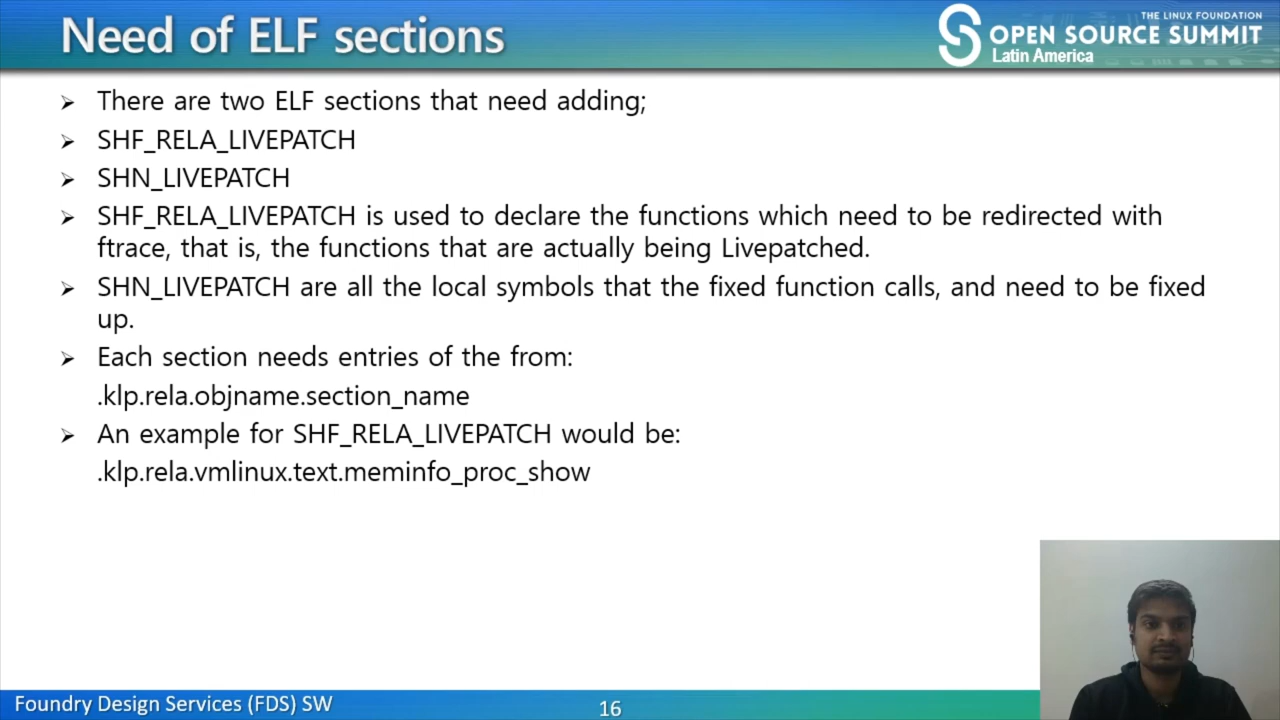 Need of ELF sections
THE LINUX FOUNDATION
OPEN SOURCE SUMMIT
Latin America
➢ There are two ELF sections that need adding;
➢ SHF_RELA_LIVEPATCH
➢ SHN_LIVEPATCH
➢ SHF_RELA_LIVEPATCH is used to declare the functions which need to be redirected with
ftrace, that is, the functions that are actually being Livepatched.
➢ SHN_LIVEPATCH are all the local symbols that the fixed function calls, and need to be fixed
up.
➢ Each section needs entries of the from:
.klp.rela.objname.section_name
➢ An example for SHF_RELA_LIVEPATCH would be:
.klp.rela.vmlinux.text.meminfo_proc_show
Foundry Design Services (FDS) SW
16